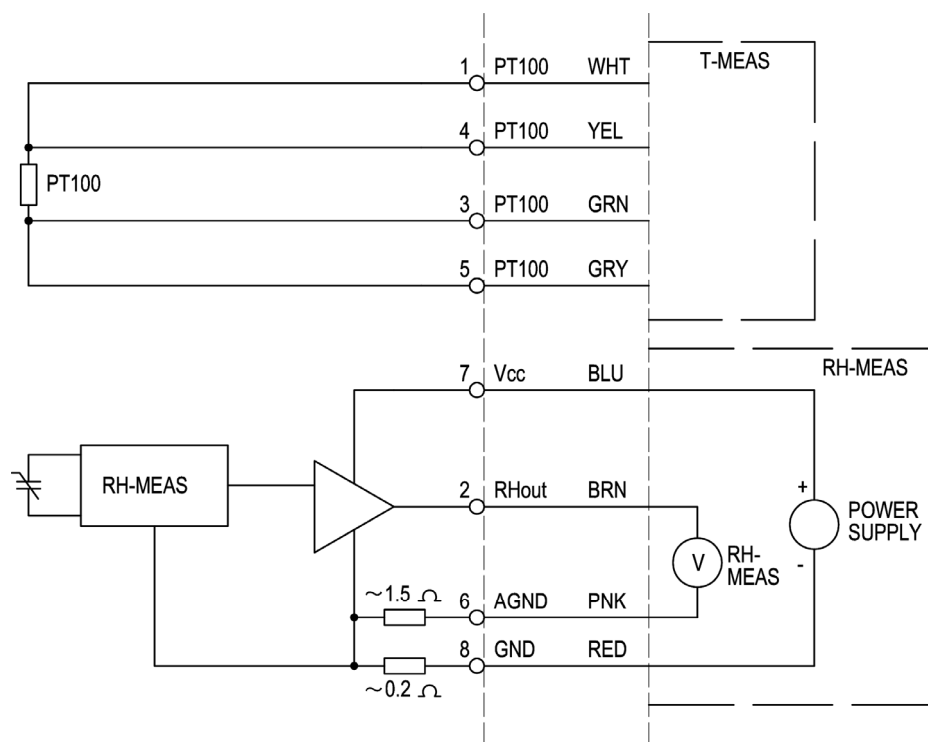 T-MEAS
1 PT100 WHT
4 PT100 YEL
PT100
3 PT100 GRN
5 PT100 GRY
RH-MEAS
7 Vcc BLU
RH-MEAS
2 RHout BRN
+
POWER
SUPPLY
-
V
RH-
MEAS
~1.5 Ω
6 AGND PNK
8 GND RED
~0.2 Ω